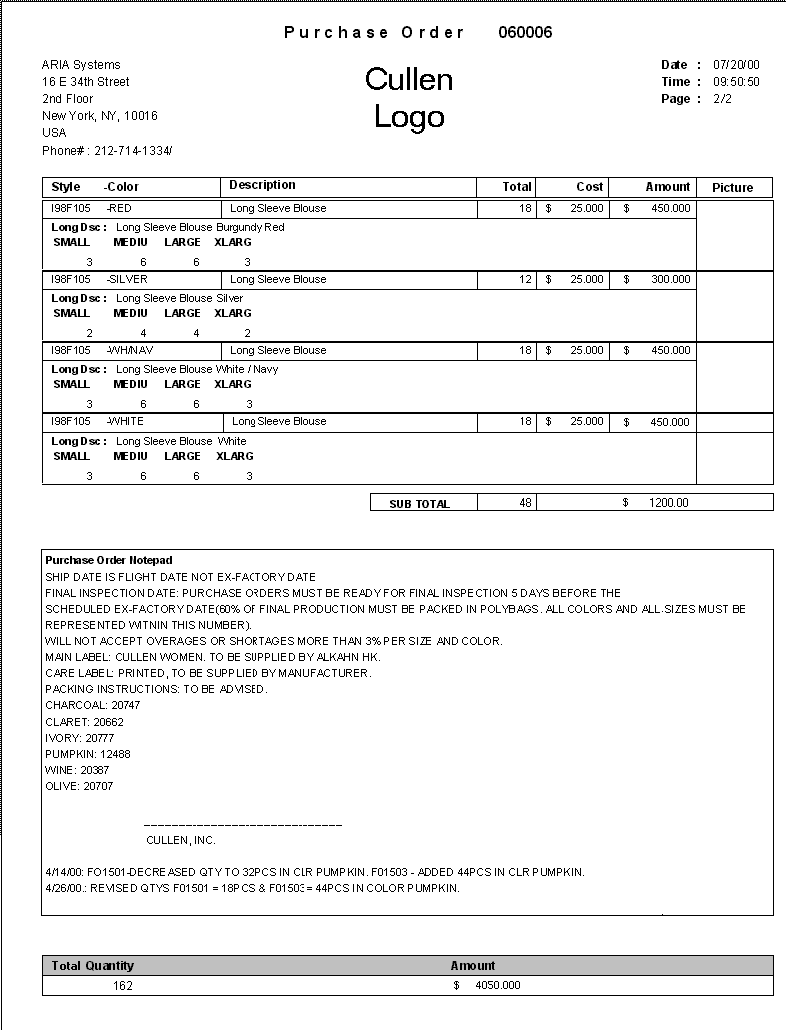 Purchase Order 060006
ARIA Systems
16 E 34th Street
2nd Floor
New York, NY, 10016
USA
Phone# : 212-714-1334/
Cullen
Logo
Date : 07/20/00
Time : 09:50:50
Page : 2/2
Style -Color Description Total Cost Amount Picture
I98F105 -RED Long Sleeve Blouse 18 $ 25.000 $ 450.000
Long Dsc : Long Sleeve Blouse Burgundy Red
SMALL MEDIU LARGE XLARG
3 6 6 3
I98F105 -SILVER Long Sleeve Blouse 12 $ 25.000 $ 300.000
Long Dsc : Long Sleeve Blouse Silver
SMALL MEDIU LARGE XLARG
2 4 4 2
I98F105 -WH/NAV Long Sleeve Blouse 18 $ 25.000 $ 450.000
Long Dsc : Long Sleeve Blouse White / Navy
SMALL MEDIU LARGE XLARG
3 6 6 3
I98F105 -WHITE Long Sleeve Blouse 18 $ 25.000 $ 450.000
Long Dsc : Long Sleeve Blouse White
SMALL MEDIU LARGE XLARG
3 6 6 3
SUB TOTAL 48 $ 1200.00
Purchase Order Notepad
SHIP DATE IS FLIGHT DATE NOT EX-FACTORY DATE
FINAL INSPECTION DATE: PURCHASE ORDERS MUST BE READY FOR FINAL INSPECTION 5 DAYS BEFORE THE
SCHEDULED EX-FACTORY DATE(60% OF FINAL PRODUCTION MUST BE PACKED IN POLYBAGS. ALL COLORS AND ALL SIZES MUST BE
REPRESENTED WITHIN THIS NUMBER).
WILL NOT ACCEPT OVERAGES OR SHORTAGES MORE THAN 3% PER SIZE AND COLOR.
MAIN LABEL: CULLEN WOMEN. TO BE SUPPLIED BY ALKAHN HK.
CARE LABEL: PRINTED, TO BE SUPPLIED BY MANUFACTURER.
PACKING INSTRUCTIONS: TO BE ADVISED.
CHARCOAL: 20747
CLARET: 20662
IVORY: 20777
PUMPKIN: 12488
WINE: 20387
OLIVE: 20707
CULLEN, INC.
4/14/00: FO1501-DECREASED QTY TO 32PCS IN CLR PUMPKIN. F01503 - ADDED 44PCS IN CLR PUMPKIN.
4/26/00.: REVISED QTYS F01501 = 18PCS & F01503 = 44PCS IN COLOR PUMPKIN.
Total Quantity Amount
162 $ 4050.000